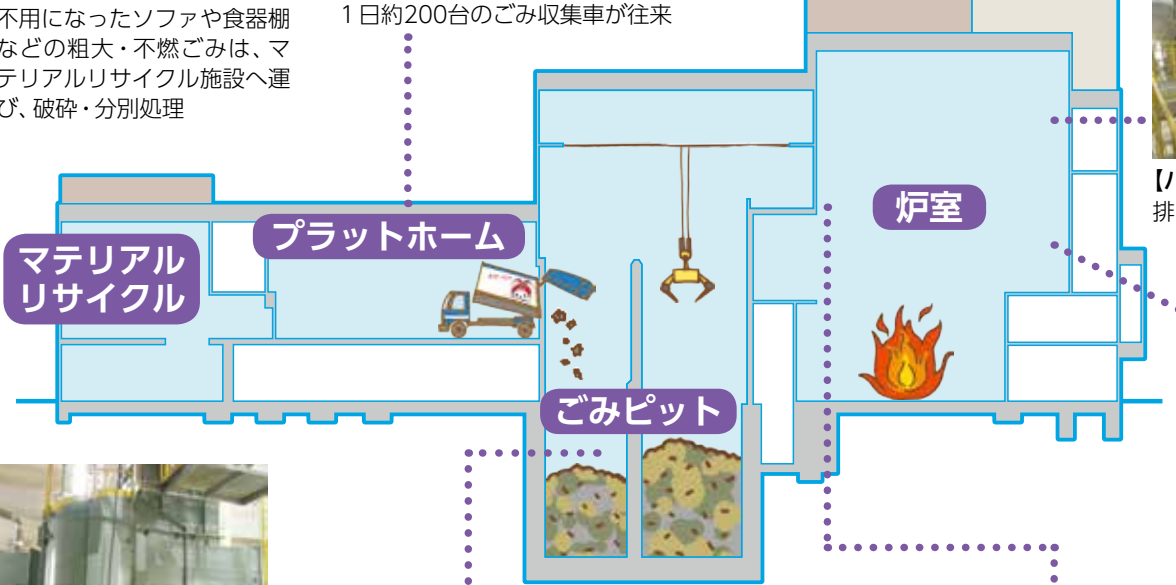 不用になったソファや食器棚
などの粗大・不燃ごみは、マ
テリアルリサイクル施設へ運
び、破砕・分別処理
1日約200台のごみ収集車が往来
マテリアル
リサイクル
プラットホーム
ごみピット
炉室
排